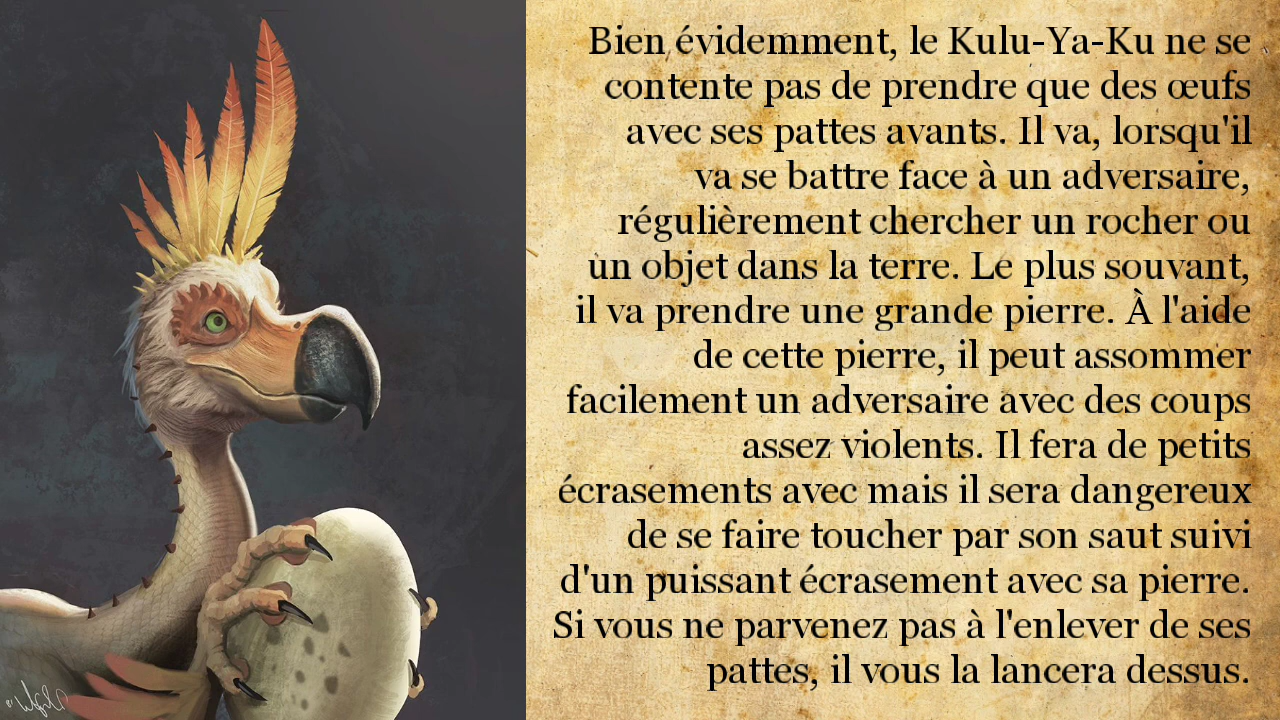 Bien évidemment, le Kulu-Ya-Ku ne se
contente pas de prendre que des œufs
avec ses pattes avants. Il va, lorsqu'il
va se battre face à un adversaire,
régulièrement chercher un rocher ou
un objet dans la terre. Le plus souvant,
il va prendre une grande pierre. À l'aide
de cette pierre, il peut assommer
facilement un adversaire avec des coups
assez violents. Il fera de petits
écrasements avec mais il sera dangereux
de se faire toucher par son saut suivi
d'un puissant écrasement avec sa pierre.
Si vous ne parvenez pas à l'enlever de ses
pattes, il vous la lancera dessus.